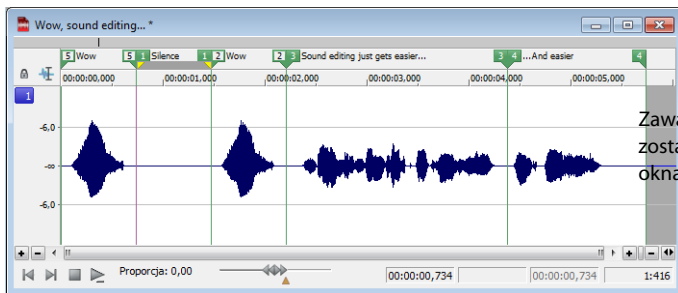 Wow, sound editing... *
5 Wow 5 1 Silence 1 2 Wow 2 3 Sound editing just gets easier... 3 4 ...And easier 4
00:00:00,000 00:00:01,000 00:00:02,000 00:00:03,000 00:00:04,000 00:00:05,000
1
-6,0
-∞
-6,0
Proporcja: 0,00 00:00:00,734 00:00:00,734 1:416